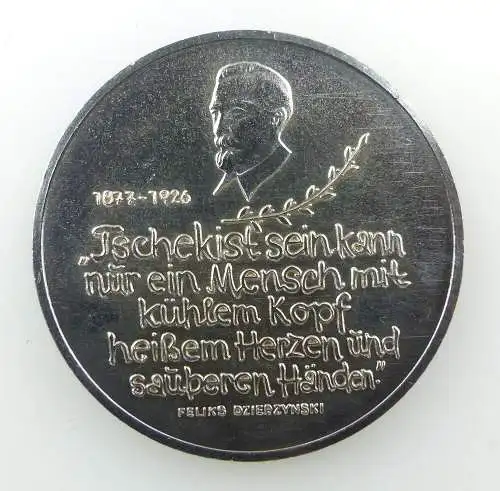 1877-1926
„Tschekist sein kann
nur ein Mensch mit
kühlem Kopf
heißem Herzen und
sauberen Händen."
FELIKS DZIERZYNSKI